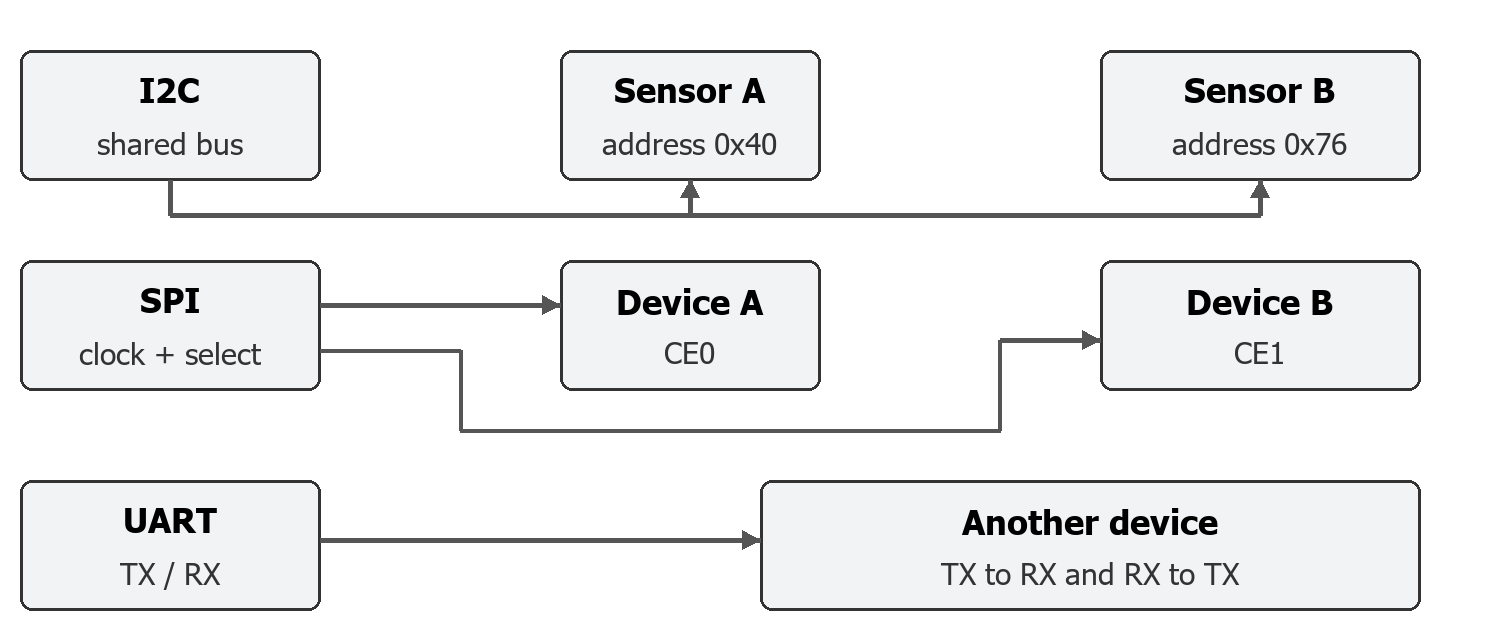 I2C
shared bus
Sensor A
address 0x40
Sensor B
address 0x76
SPI
clock + select
Device A
CE0
Device B
CE1
UART
TX / RX
Another device
TX to RX and RX to TX